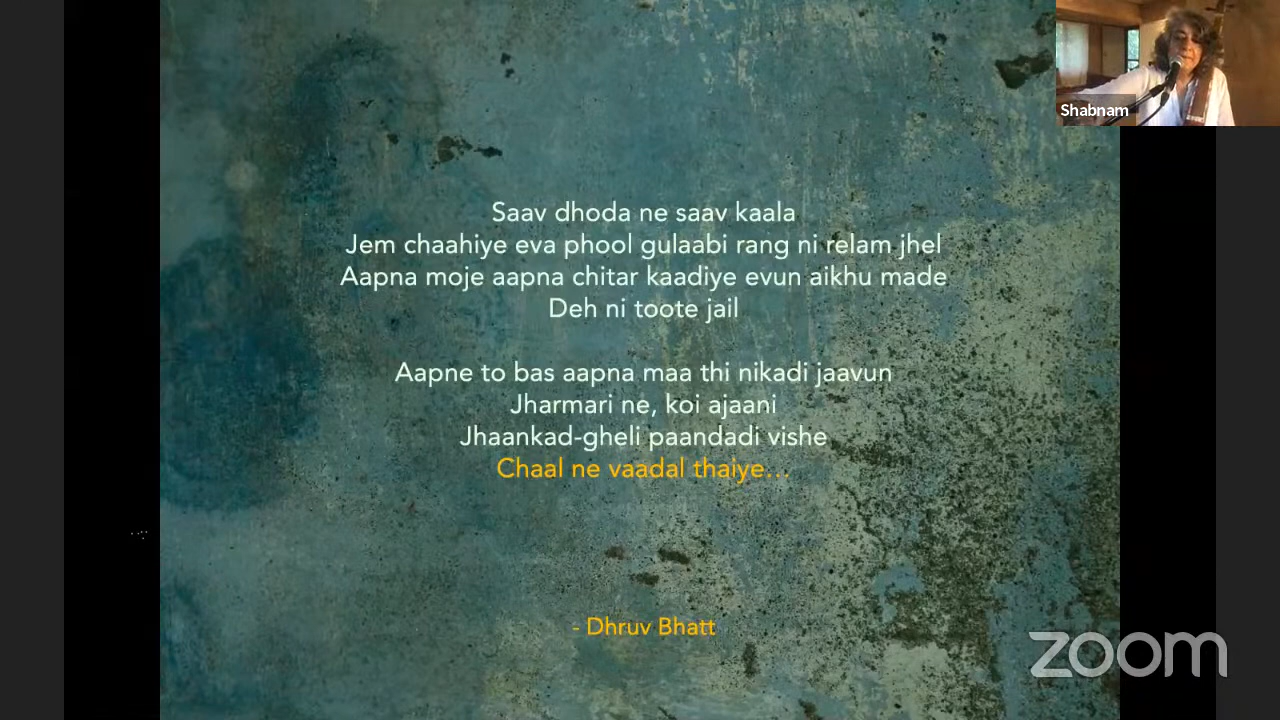 Shabnam
Saav dhoda ne saav kaala
Jem chaahiye eva phool gulaabi rang ni relam jhel
Aapna moje aapna chitar kaadiye evun aikhu made
Deh ni toote jail
Aapne to bas aapna maa thi nikadi jaavun
Jharmari ne, koi ajaani
Jhaankad-gheli paandadi vishe
Chaal ne vaadal thaiye...
- Dhruv Bhatt
zoom